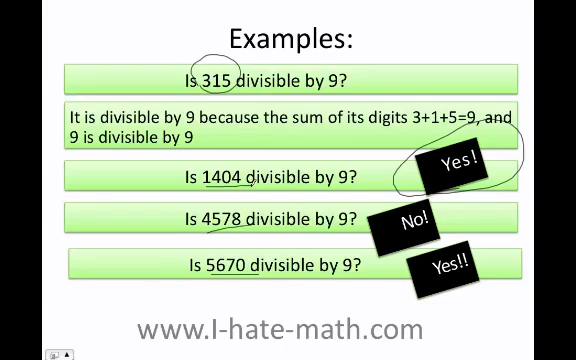 Examples:
Is 315 divisible by 9?
It is divisible by 9 because the sum of its digits 3+1+5=9, and
9 is divisible by 9
Is 1404 divisible by 9?
Yes!
Is 4578 divisible by 9?
No!
Is 5670 divisible by 9?
Yes!!
www.I-hate-math.com